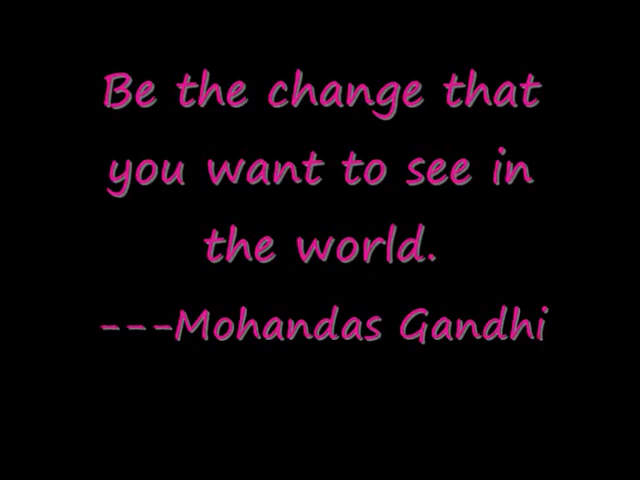 Be the change that
you want to see in
the world.
---Mohandas Gandhi